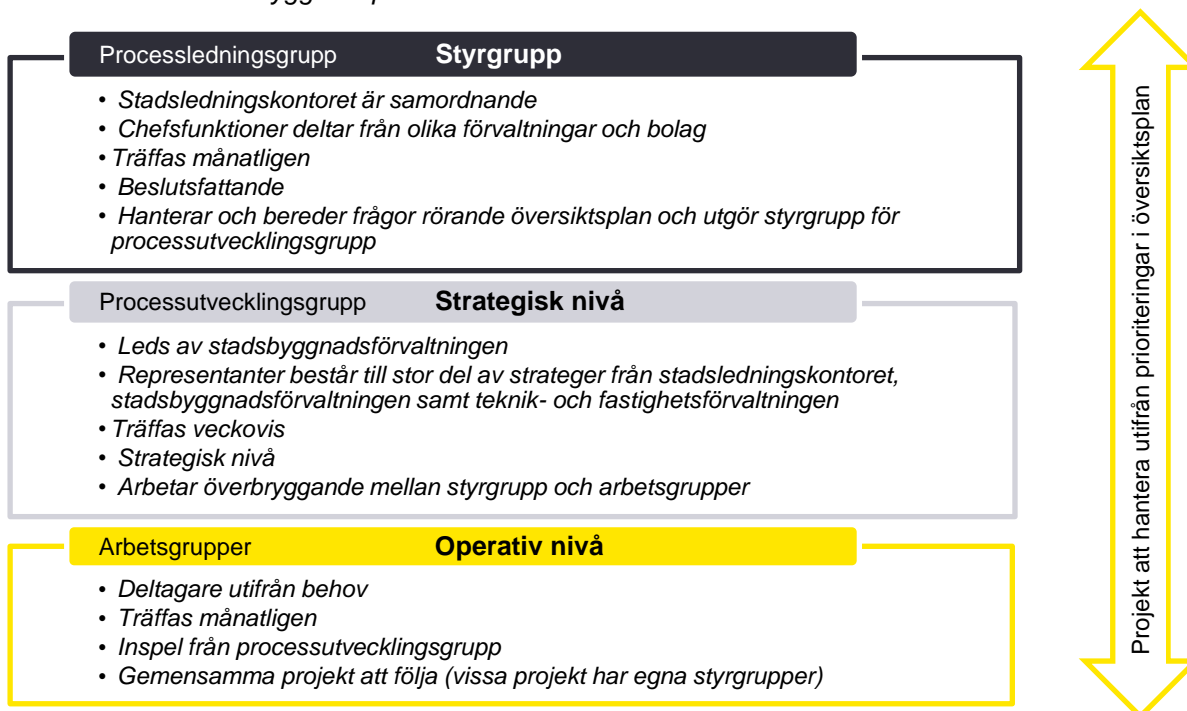 Processledningsgrupp Styrgrupp
• Stadsledningskontoret är samordnande
• Chefsfunktioner deltar från olika förvaltningar och bolag
• Träffas månatligen
• Beslutsfattande
• Hanterar och bereder frågor rörande översiktsplan och utgör styrgrupp för
processutvecklingsgrupp
Processutvecklingsgrupp Strategisk nivå
• Leds av stadsbyggnadsförvaltningen
• Representanter består till stor del av strateger från stadsledningskontoret,
stadsbyggnadsförvaltningen samt teknik- och fastighetsförvaltningen
• Träffas veckovis
• Strategisk nivå
• Arbetar överbryggande mellan styrgrupp och arbetsgrupper
Arbetsgrupper Operativ nivå
• Deltagare utifrån behov
• Träffas månatligen
• Inspel från processutvecklingsgrupp
• Gemensamma projekt att följa (vissa projekt har egna styrgrupper)
Projekt att hantera utifrån prioriteringar i översiktsplan